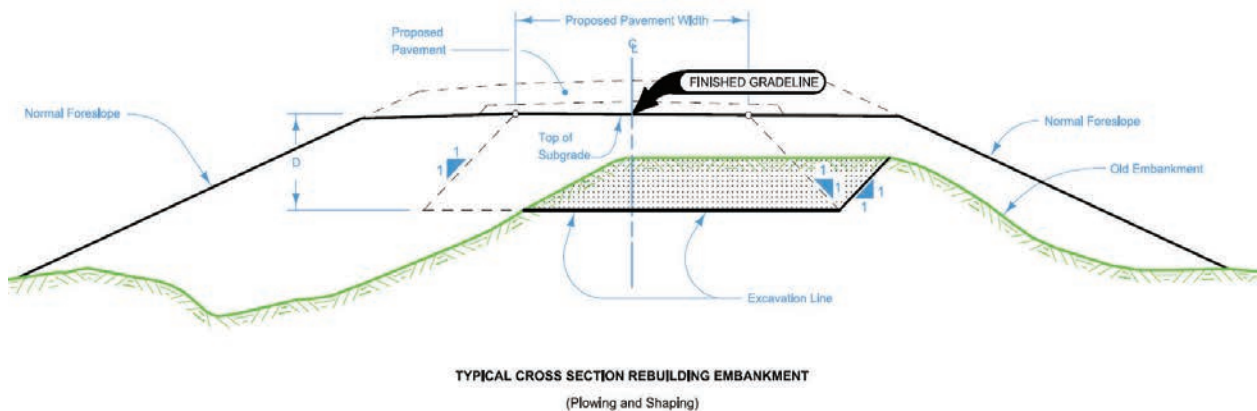 Proposed Pavement Width
Proposed
Pavement
℄
FINISHED GRADELINE
Normal Foreslope
Normal Foreslope
D
Top of
Subgrade
Old Embankment
1
1
1
1
1
1
Excavation Line
TYPICAL CROSS SECTION REBUILDING EMBANKMENT
(Plowing and Shaping)